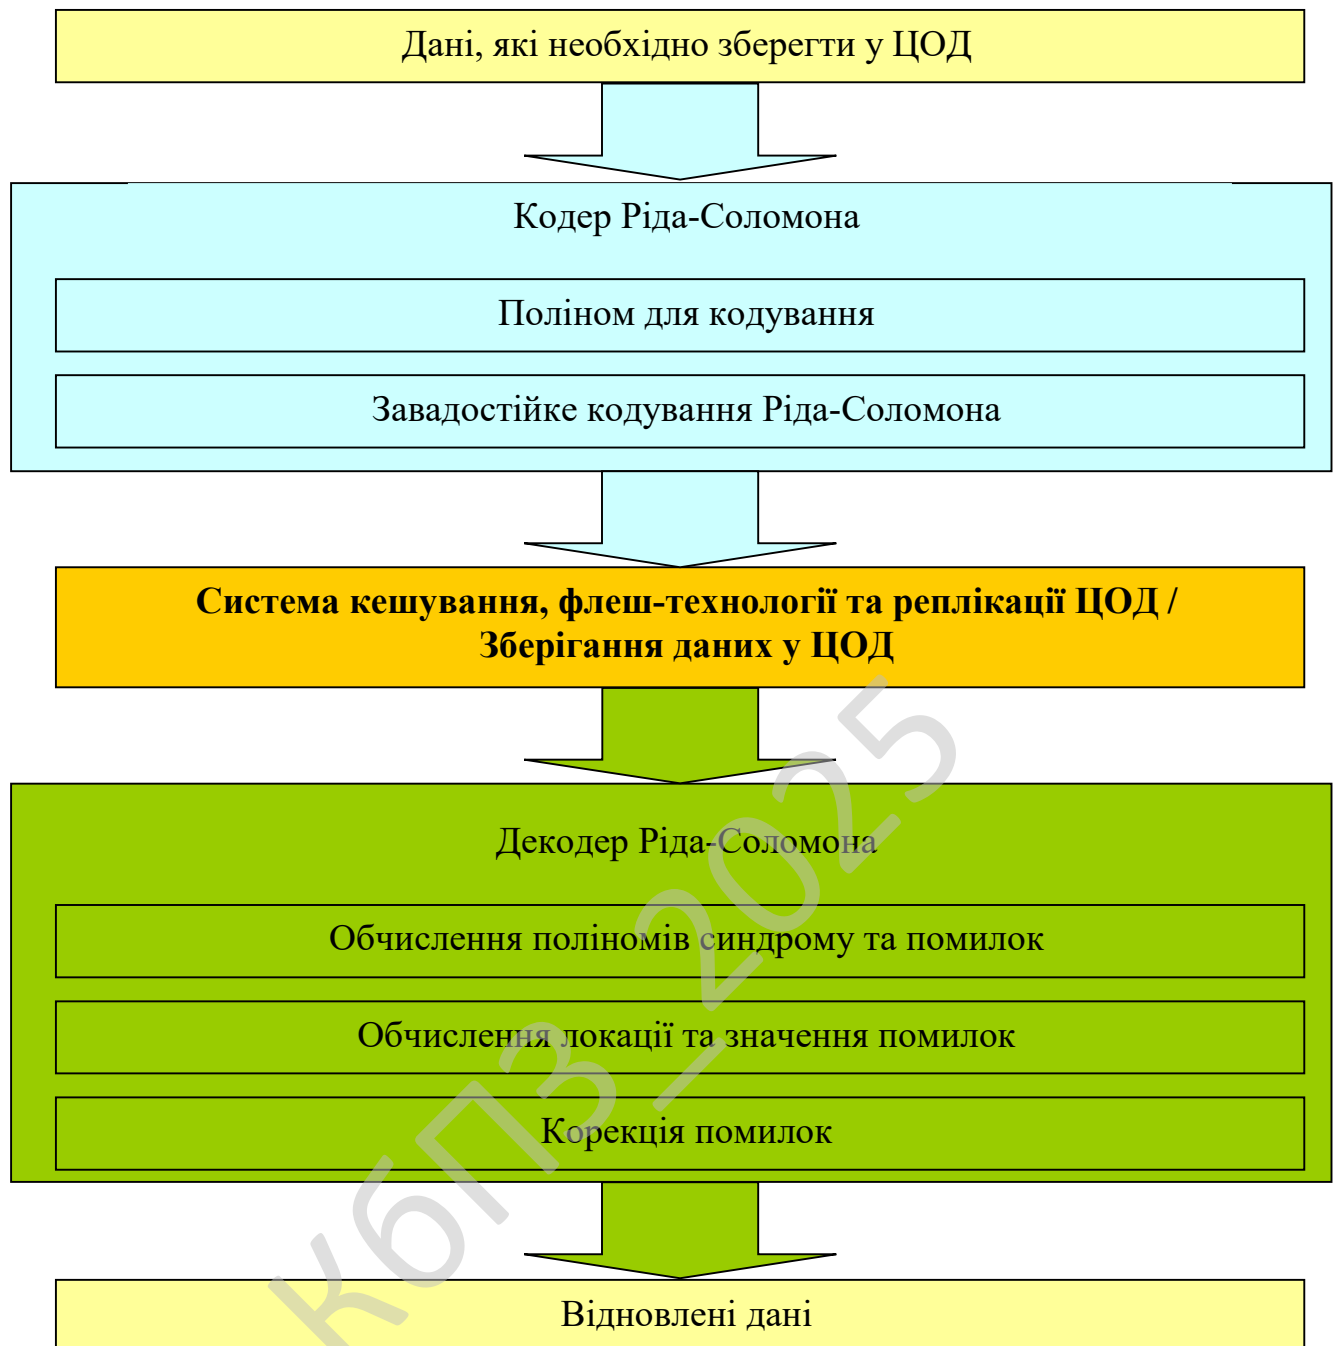 Дані, які необхідно зберегти у ЦОД
Кодер Ріда-Соломона
Поліном для кодування
Завадостійке кодування Ріда-Соломона
Система кешування, флеш-технології та реплікації ЦОД /
Зберігання даних у ЦОД
Декодер Ріда-Соломона
Обчислення поліномів синдрому та помилок
Обчислення локації та значення помилок
Корекція помилок
Відновлені дані
КбПЗ_2025